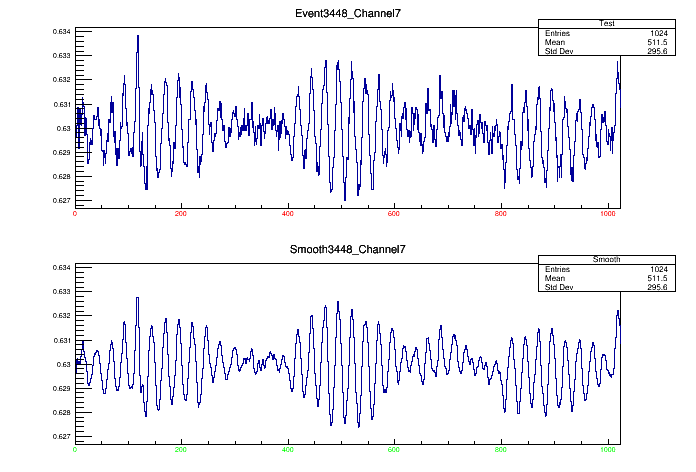 Event3448_Channel7
Test
Entries 1024
Mean 511.5
Std Dev 295.6
0.634
0.633
0.632
0.631
0.63
0.629
0.628
0.627
0 200 400 600 800 1000
Smooth3448_Channel7
Smooth
Entries 1024
Mean 511.5
Std Dev 295.6
0.634
0.633
0.632
0.631
0.63
0.629
0.628
0.627
0 200 400 600 800 1000